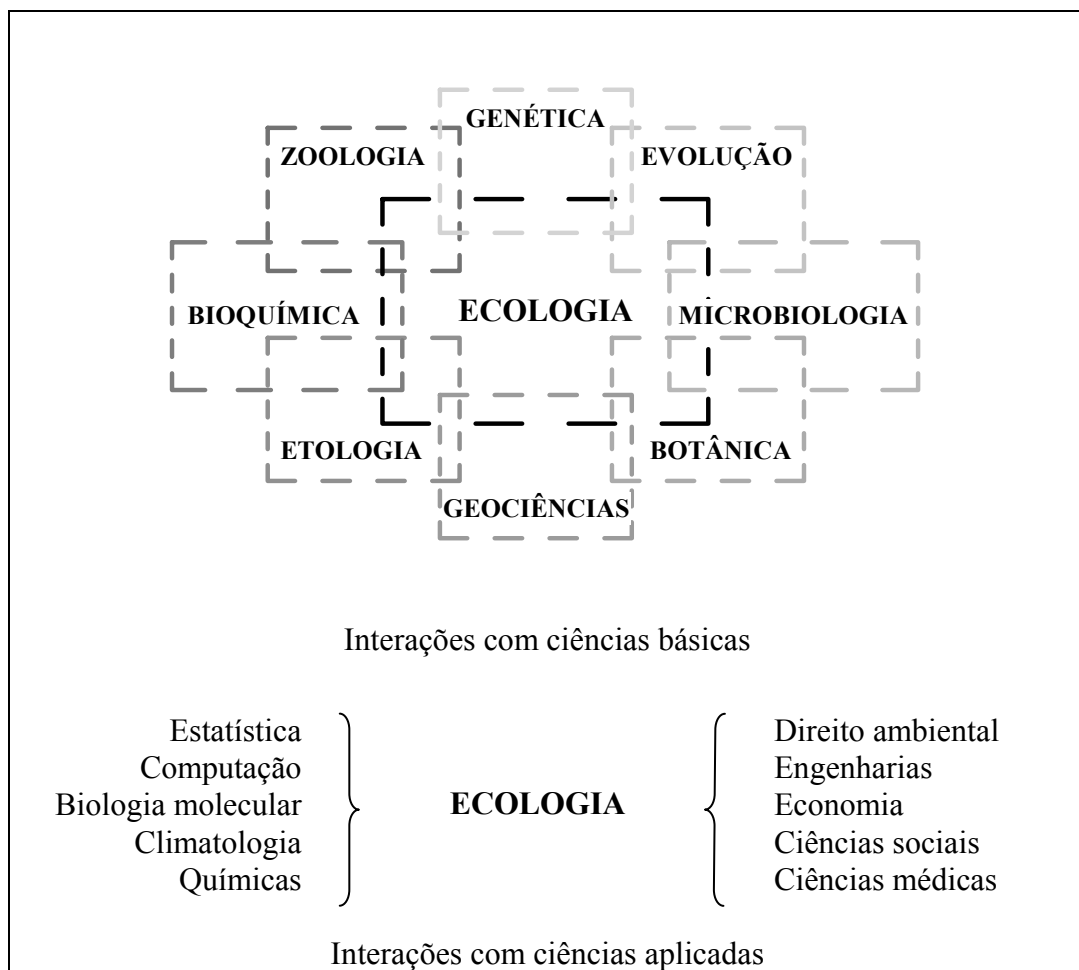 GENÉTICA
ZOOLOGIA
EVOLUÇÃO
BIOQUÍMICA
ECOLOGIA
MICROBIOLOGIA
ETOLOGIA
BOTÂNICA
GEOCIÊNCIAS
Interações com ciências básicas
Estatística
Computação
Biologia molecular
Climatologia
Químicas
ECOLOGIA
Direito ambiental
Engenharias
Economia
Ciências sociais
Ciências médicas
Interações com ciências aplicadas